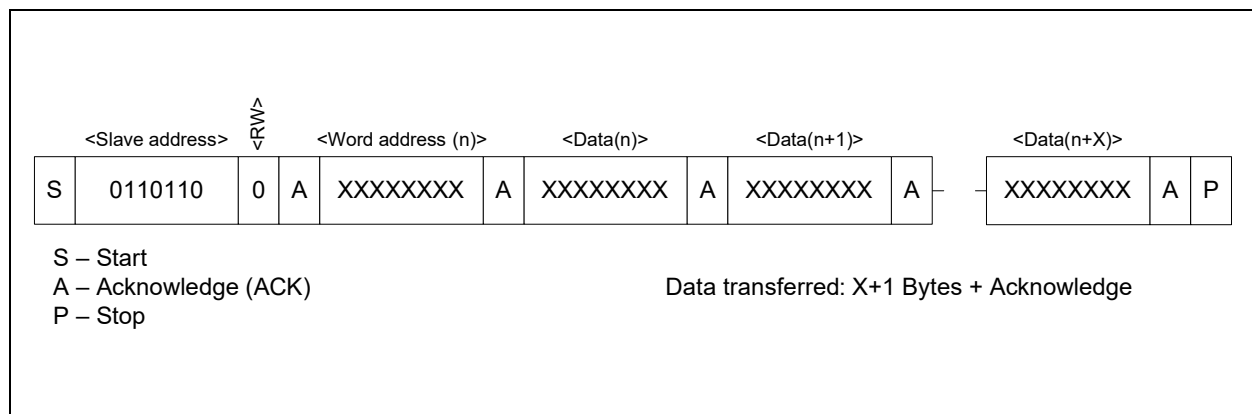 <RW>
<Slave address> <Word address (n)> <Data(n)> <Data(n+1)> <Data(n+X)>
S 0110110 0 A XXXXXXXX A XXXXXXXX A XXXXXXXX A XXXXXXXX A P
S – Start
A – Acknowledge (ACK) Data transferred: X+1 Bytes + Acknowledge
P – Stop